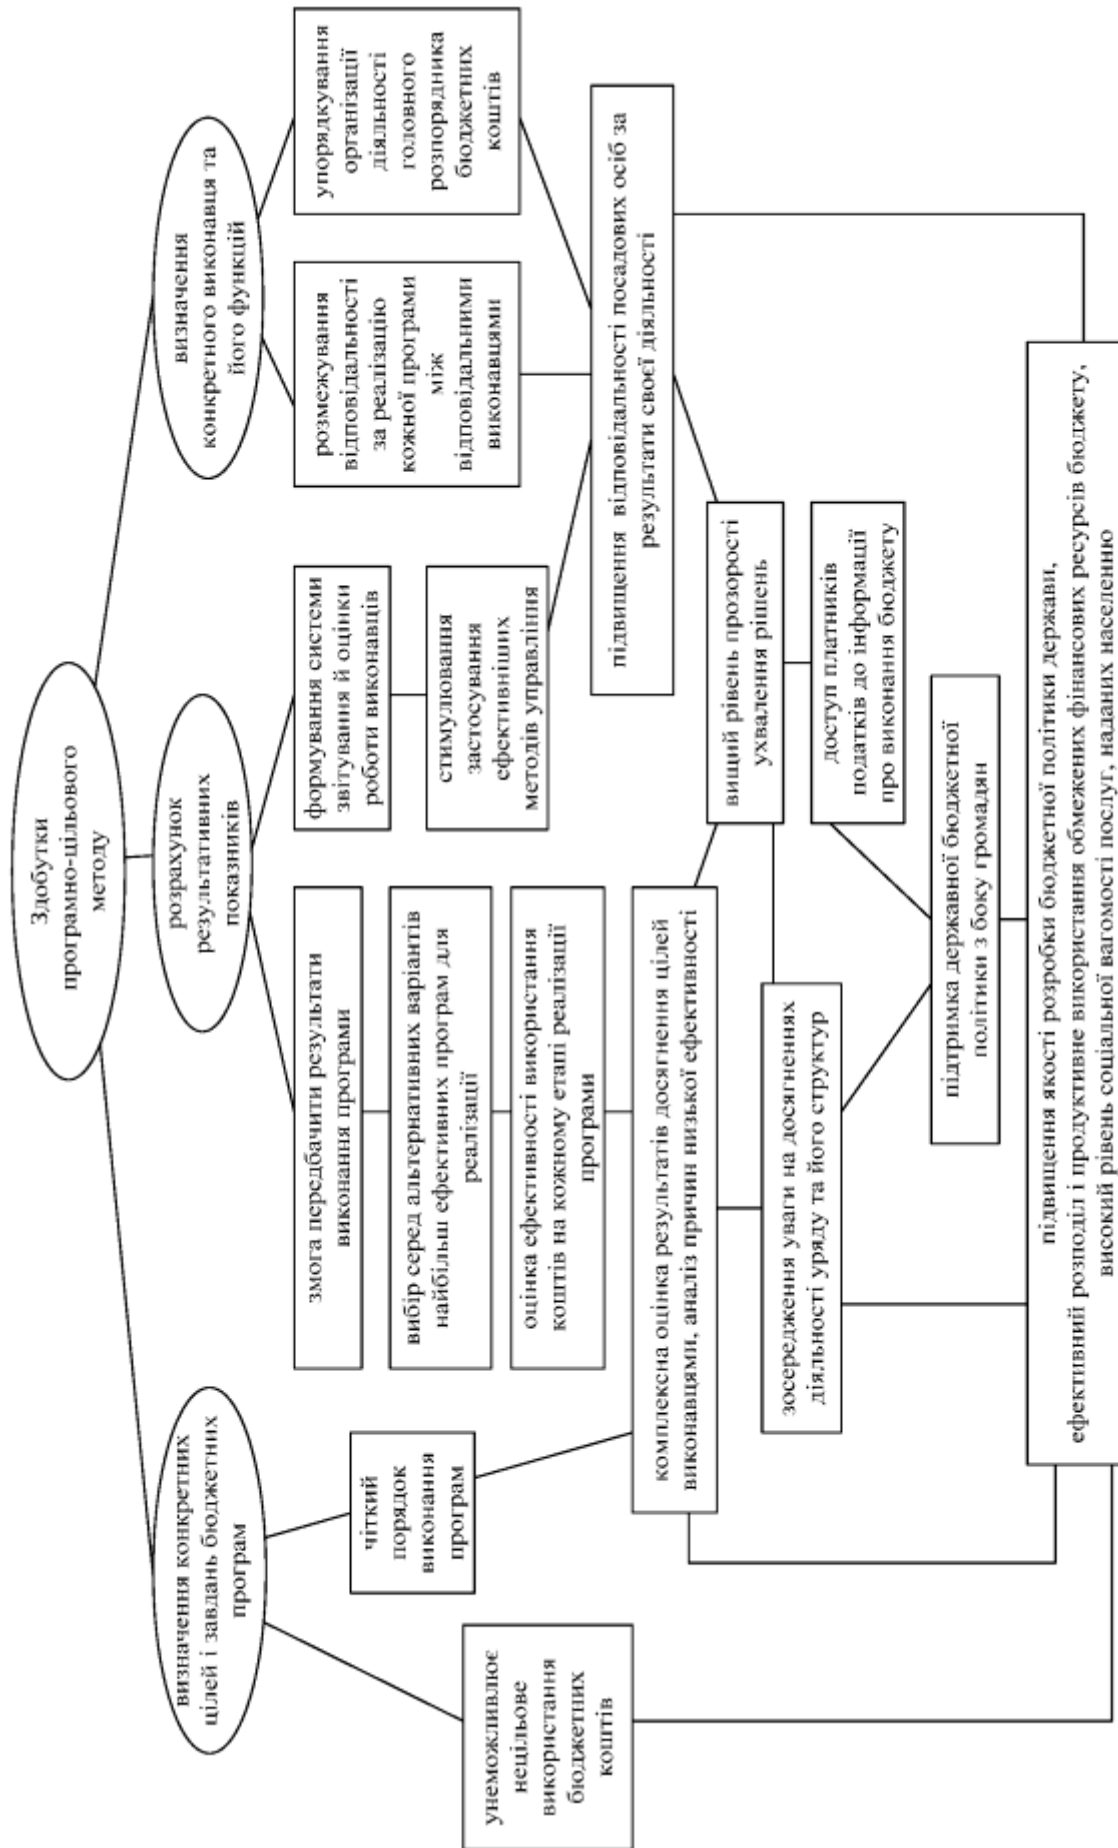 Здобутки
програмно-цільового
методу
визначення конкретних
цілей і завдань бюджетних
програм
розрахунок
результативних
показників
визначення
конкретного виконавця та
його функцій
унеможливлює
нецільове
використання
бюджетних
коштів
чіткий
порядок
виконання
програм
змога передбачити результати
виконання програми
вибір серед альтернативних варіантів
найбільш ефективних програм для
реалізації
оцінка ефективності використання
коштів на кожному етапі реалізації
програми
формування системи
звітування й оцінки
роботи виконавців
стимулювання
застосування
ефективніших
методів управління
розмежування
відповідальності
за реалізацію
кожної програми
між
відповідальними
виконавцями
упорядкування
організації
діяльності
головного
розпорядника
бюджетних
коштів
підвищення відповідальності посадових осіб за
результати своєї діяльності
комплексна оцінка результатів досягнення цілей
виконавцями, аналіз причин низької ефективності
вищий рівень прозорості
ухвалення рішень
зосередження уваги на досягненнях
діяльності уряду та його структур
доступ платників
податків до інформації
про виконання бюджету
підтримка державної бюджетної
політики з боку громадян
підвищення якості розробки бюджетної політики держави,
ефективний розподіл і продуктивне використання обмежених фінансових ресурсів бюджету,
високий рівень соціальної вагомості послуг, наданих населенню